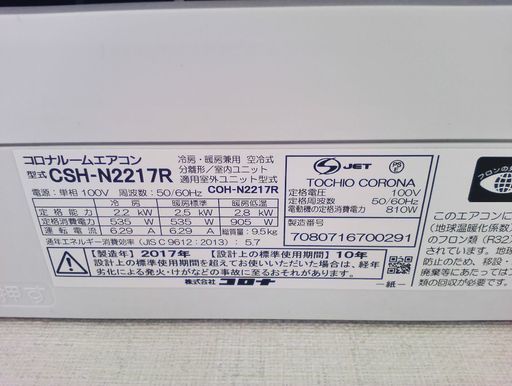 コロナルームエアコン
型式 CSH-N2217R
冷房・暖房兼用 空冷式
分離形/室内ユニット
適用室外ユニット型式
COH-N2217R
電源:単相 100V 周波数:50/60Hz
冷房 暖房標準 暖房低温
定格能力 2.2 kW 2.5 kW 2.8 kW
定格消費電力 535 W 535 W 905 W
運転電流 6.29 A 6.29 A 総質量 9.5kg
通年エネルギー消費効率 (JIS C 9612:2013) : 5.7
【製造年】2017年【設計上の標準使用期間】10年
設計上の標準使用期間を超えてお使いいただいた場合は、経年
劣化による発火・けがなどの事故に至るおそれがあります。
株式会社 コロナ
JET
PS
E
TOCHIO CORONA
定格電圧 100V
定格周波数 50/60Hz
電動機の定格消費電力 810W
製造番号
7080716700291
フロンの
このエアコンに
(地球温暖化係数
のフロン類(R32)
防止のため、移設・
廃棄等にあたってはフ
類の回収が必要です
―紙―